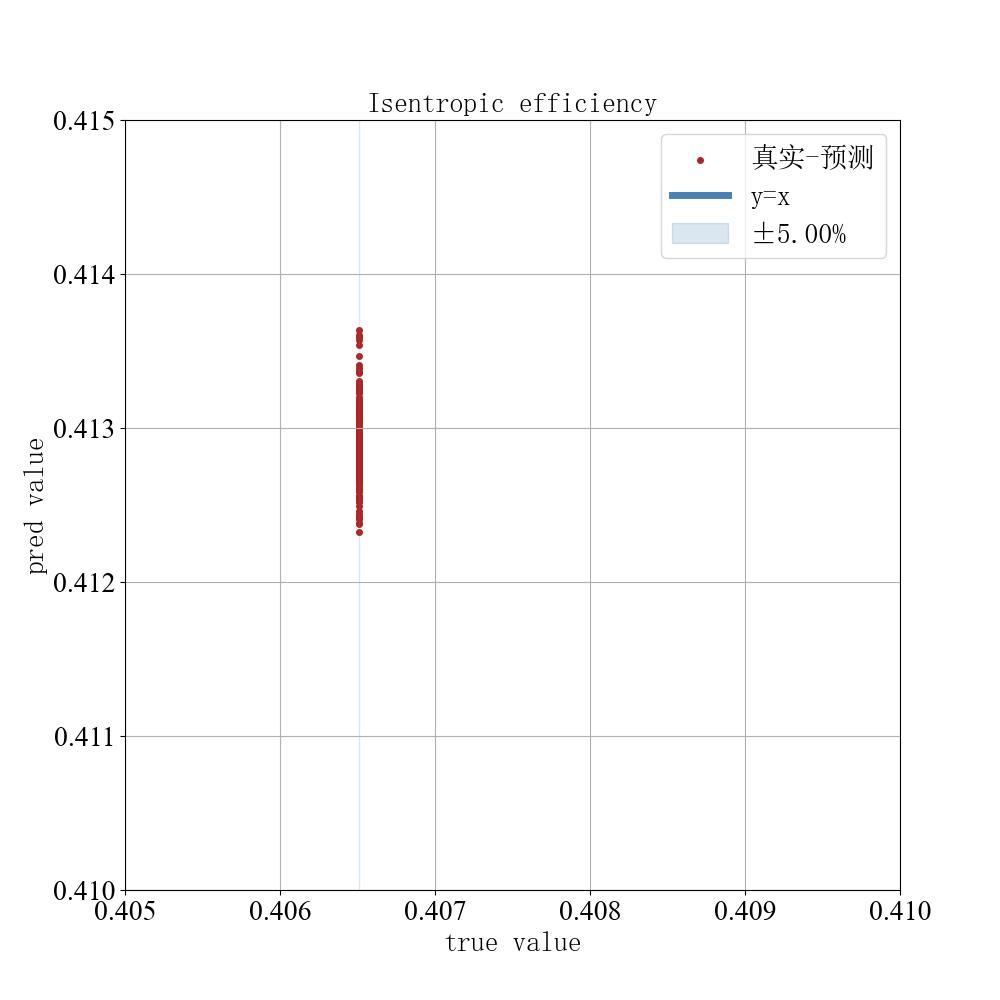 Isentropic efficiency
真实-预测
y=x
±5.00%
pred value
0.415
0.414
0.413
0.412
0.411
0.410
0.405
0.406
0.407
0.408
0.409
0.410
true value